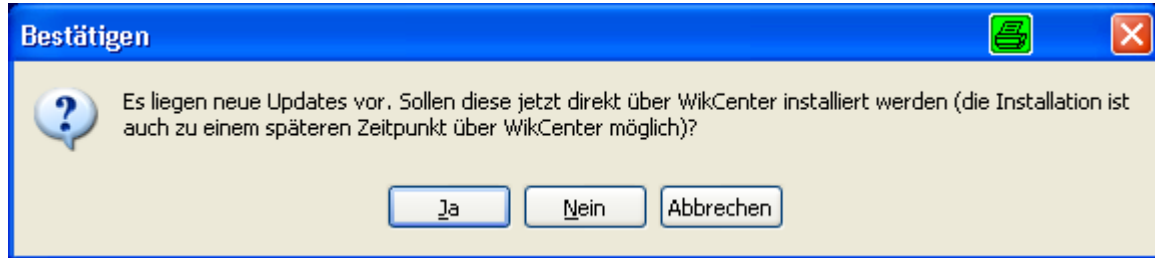 Bestätigen
Es liegen neue Updates vor. Sollen diese jetzt direkt über WikCenter installiert werden (die Installation ist
auch zu einem späteren Zeitpunkt über WikCenter möglich)?
Ja
Nein
Abbrechen